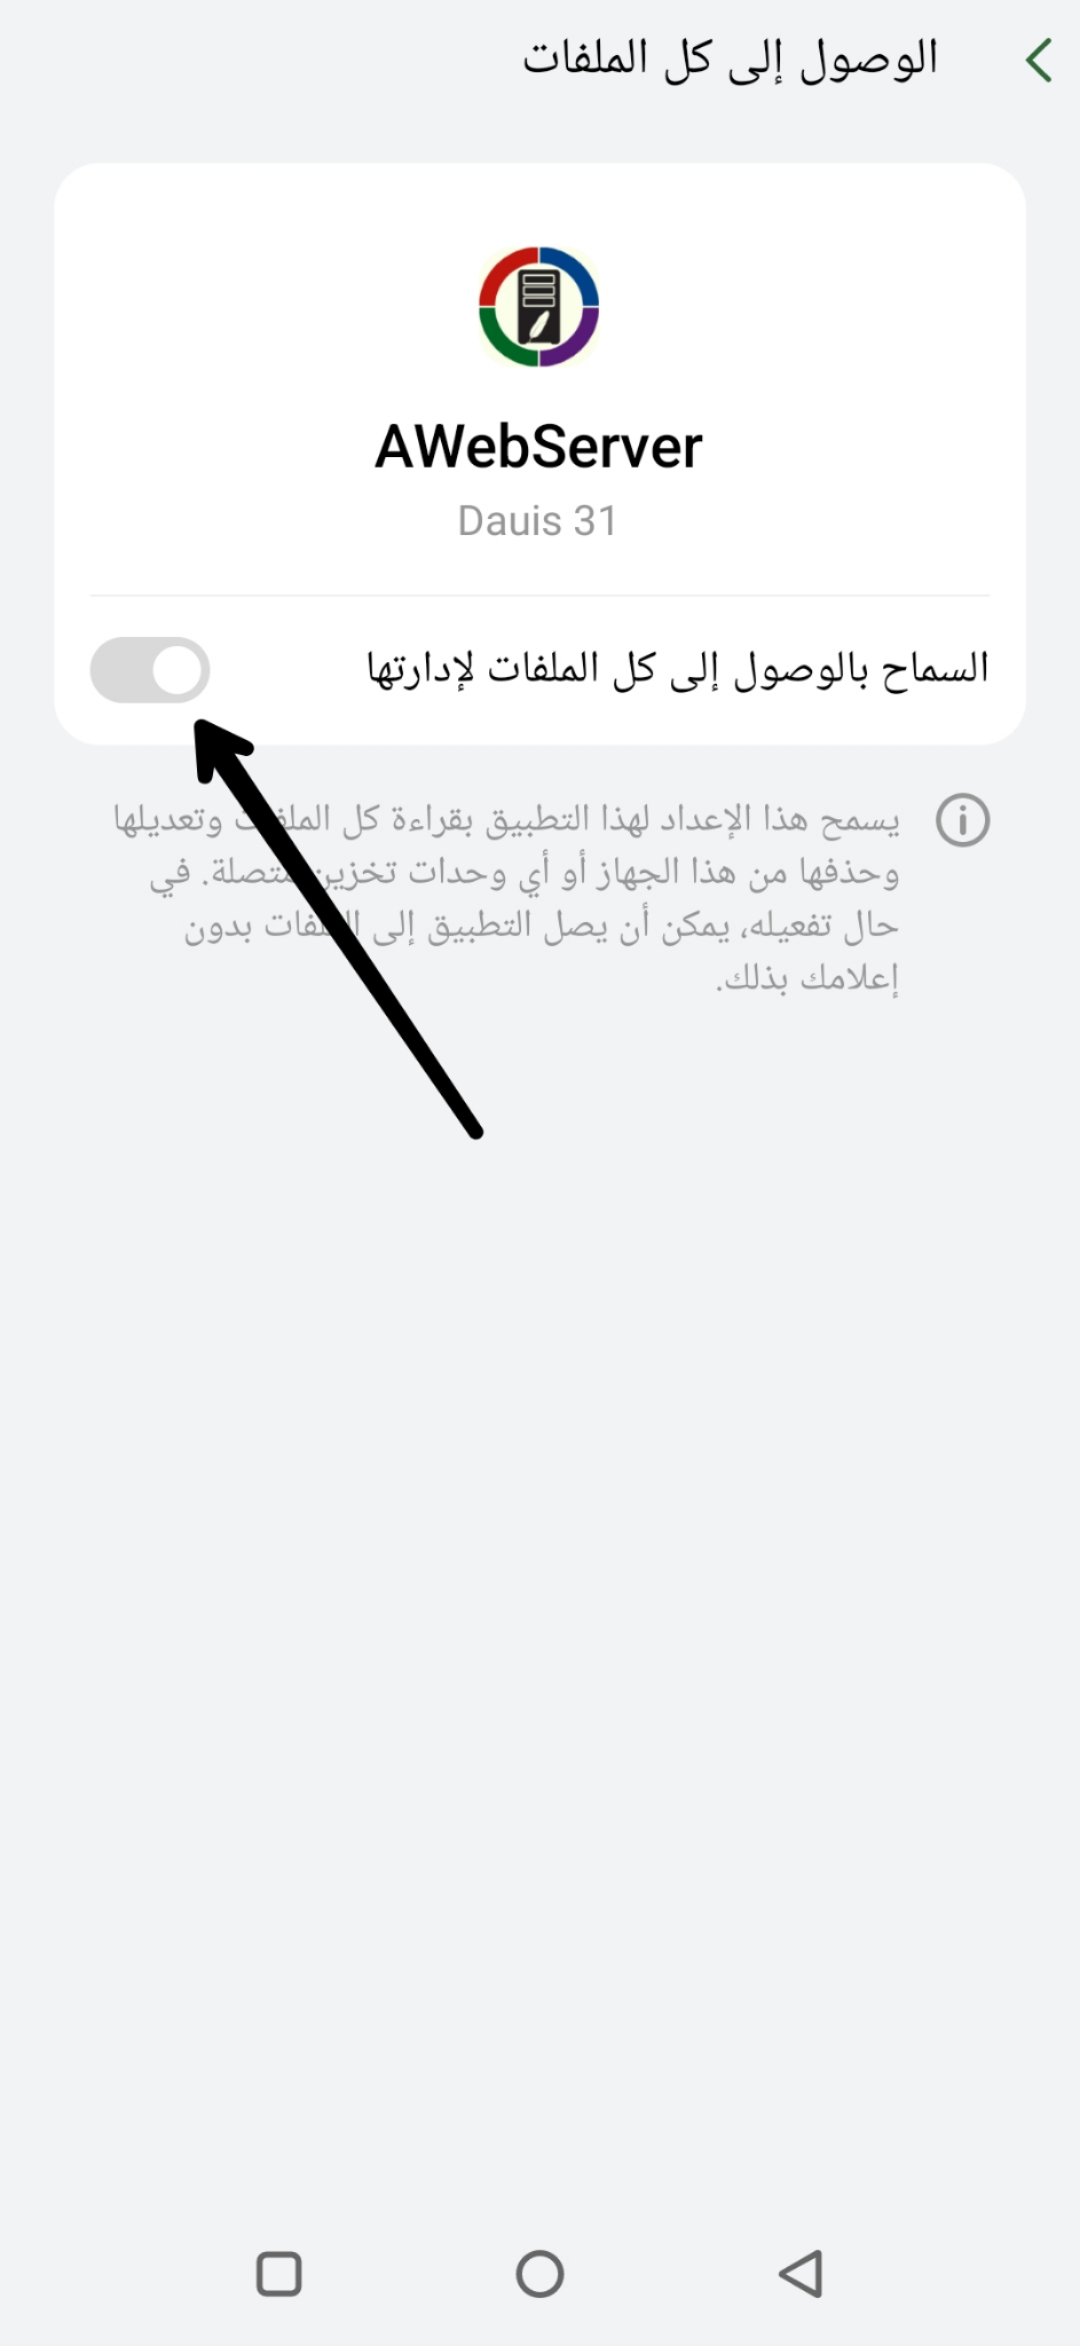 الوصول إلى كل الملفات
AWebServer
Dauis 31
السماح بالوصول إلى كل الملفات لإدارتها
يسمح هذا الإعداد لهذا التطبيق بقراءة كل الملفات وتعديلها
وحذفها من هذا الجهاز أو أي وحدات تخزين متصلة. في
حال تفعيله، يمكن أن يصل التطبيق إلى الملفات بدون
إعلامك بذلك.